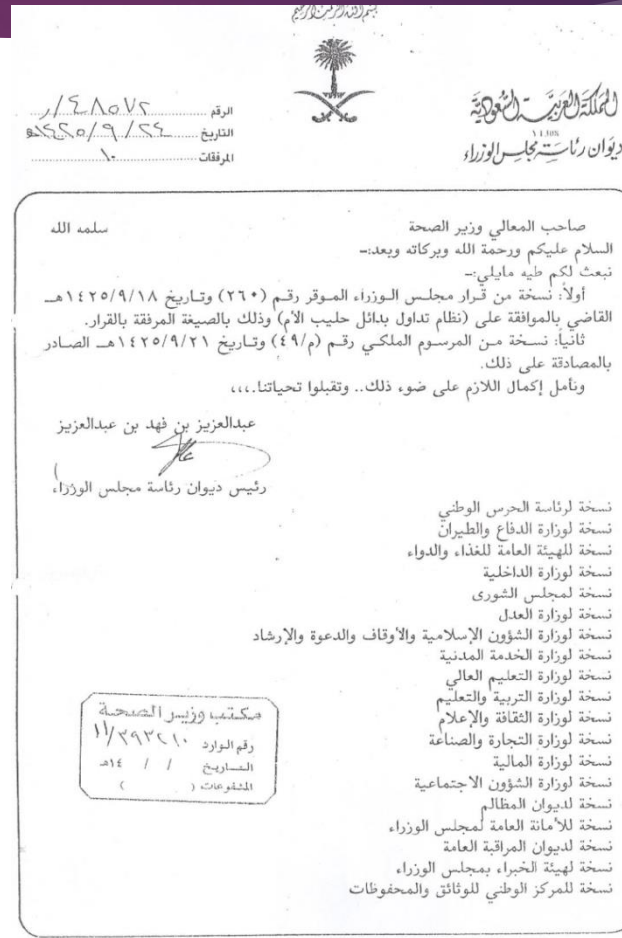 بسم الله الرحمن الرحيم
المملكة العربية السعودية
ديوان رئاسة مجلس الوزراء
الرقم ٤٨٥٧٢/ر
التاريخ ١٤٢٥/٩/٢٤هـ
المرفقات ١٠
صاحب المعالي وزير الصحة سلمه الله
السلام عليكم ورحمة الله وبركاته وبعد:-
نبعث لكم طيه مايلي:-
أولاً: نسخة من قرار مجلس الوزراء الموقر رقم (٢٦٠) وتاريخ ١٤٢٥/٩/١٨هـ
القاضي بالموافقة على (نظام تداول بدائل حليب الأم) وذلك بالصيغة المرفقة بالقرار.
ثانياً: نسخة من المرسوم الملكي رقم (م/٤٩) وتاريخ ١٤٢٥/٩/٢١هـ الصادر
بالمصادقة على ذلك.
ونأمل إكمال اللازم على ضوء ذلك.. وتقبلوا تحياتنا،،،،
عبدالعزيز بن فهد بن عبدالعزيز
رئيس ديوان رئاسة مجلس الوزراء
نسخة لرئاسة الحرس الوطني
نسخة لوزارة الدفاع والطيران
نسخة للهيئة العامة للغذاء والدواء
نسخة لوزارة الداخلية
نسخة لمجلس الشورى
نسخة لوزارة العدل
نسخة لوزارة الشؤون الإسلامية والأوقاف والدعوة والإرشاد
نسخة لوزارة الخدمة المدنية
نسخة لوزارة التعليم العالي
نسخة لوزارة التربية والتعليم
نسخة لوزارة الثقافة والإعلام
نسخة لوزارة التجارة والصناعة
نسخة لوزارة المالية
نسخة لوزارة الشؤون الاجتماعية
نسخة لديوان المظالم
نسخة للأمانة العامة لمجلس الوزراء
نسخة لديوان المراقبة العامة
نسخة لهيئة الخبراء بمجلس الوزراء
نسخة للمركز الوطني للوثائق والمحفوظات
مكتب وزير الصحة
رقم الوارد
التاريخ / / ١٤هـ
المشفوعات ( )